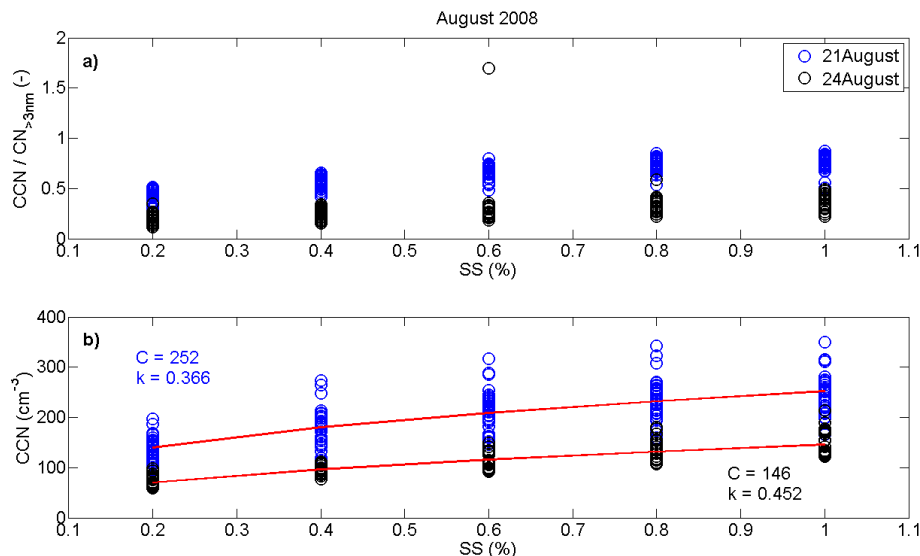 August 2008
a)
21August
24August
CCN / CN>3nm (-)
2
1.5
1
0.5
0
0.1 0.2 0.3 0.4 0.5 0.6 0.7 0.8 0.9 1 1.1
SS (%)
b)
C = 252
k = 0.366
CCN (cm⁻³)
400
300
200
100
0
C = 146
k = 0.452
0.1 0.2 0.3 0.4 0.5 0.6 0.7 0.8 0.9 1 1.1
SS (%)